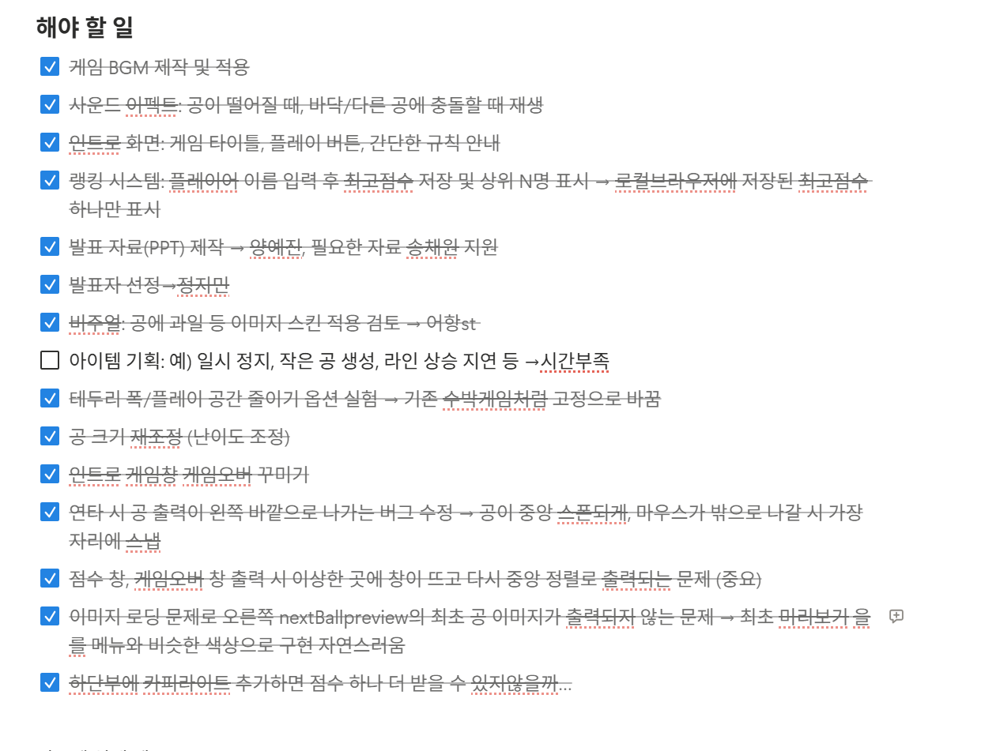 해야 할 일
게임 BGM 제작 및 적용
사운드 이펙트: 공이 떨어질 때, 바닥/다른 공에 충돌할 때 재생
인트로 화면: 게임 타이틀, 플레이 버튼, 간단한 규칙 안내
랭킹 시스템: 플레이어 이름 입력 후 최고점수 저장 및 상위 N명 표시 → 로컬브라우저에 저장된 최고점수
하나만 표시
발표 자료(PPT) 제작 → 양예진, 필요한 자료 송채원 지원
발표자 선정→정지민
비주얼: 공에 과일 등 이미지 스킨 적용 검토 → 어항st
아이템 기획: 예) 일시 정지, 작은 공 생성, 라인 상승 지연 등 →시간부족
테두리 폭/플레이 공간 줄이기 옵션 실험 → 기존 수박게임처럼 고정으로 바꿈
공 크기 재조정 (난이도 조정)
인트로 게임창 게임오버 꾸미기
연타 시 공 출력이 왼쪽 바깥으로 나가는 버그 수정 → 공이 중앙 스폰되게, 마우스가 밖으로 나갈 시 가장
자리에 스냅
점수 창, 게임오버 창 출력 시 이상한 곳에 창이 뜨고 다시 중앙 정렬로 출력되는 문제 (중요)
이미지 로딩 문제로 오른쪽 nextBallpreview의 최초 공 이미지가 출력되지 않는 문제 → 최초 미리보기 을
를 메뉴와 비슷한 색상으로 구현 자연스러움
하단부에 카피라이트 추가하면 점수 하나 더 받을 수 있지않을까...